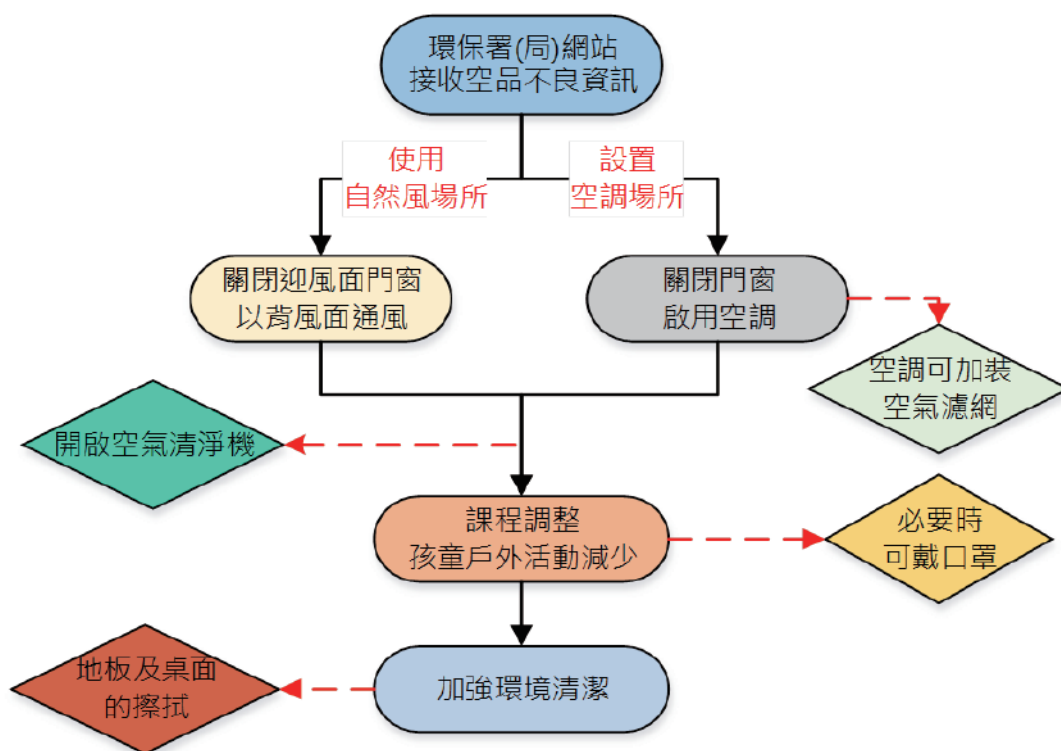 環保署(局)網站
接收空品不良資訊
使用
自然風場所
設置
空調場所
關閉迎風面門窗
以背風面通風
關閉門窗
啟用空調
空調可加裝
空氣濾網
開啟空氣清淨機
課程調整
孩童戶外活動減少
必要時
可戴口罩
地板及桌面
的擦拭
加強環境清潔